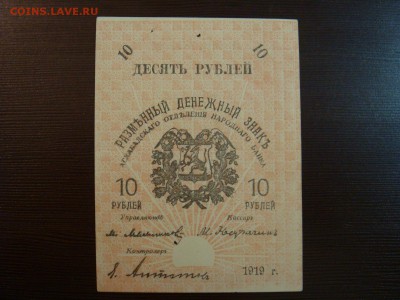 COINS.LAVE.RU
10 10
ДЕСЯТЬ РУБЛЕЙ
РАЗМѢННЫЙ ДЕНЕЖНЫЙ ЗНАКЪ
АСХАБАДСКАГО ОТДѢЛЕНІЯ НАРОДНАГО БАНКА
10 10
РУБЛЕЙ РУБЛЕЙ
Управляющій Кассиръ
Контролеръ
1919 г.